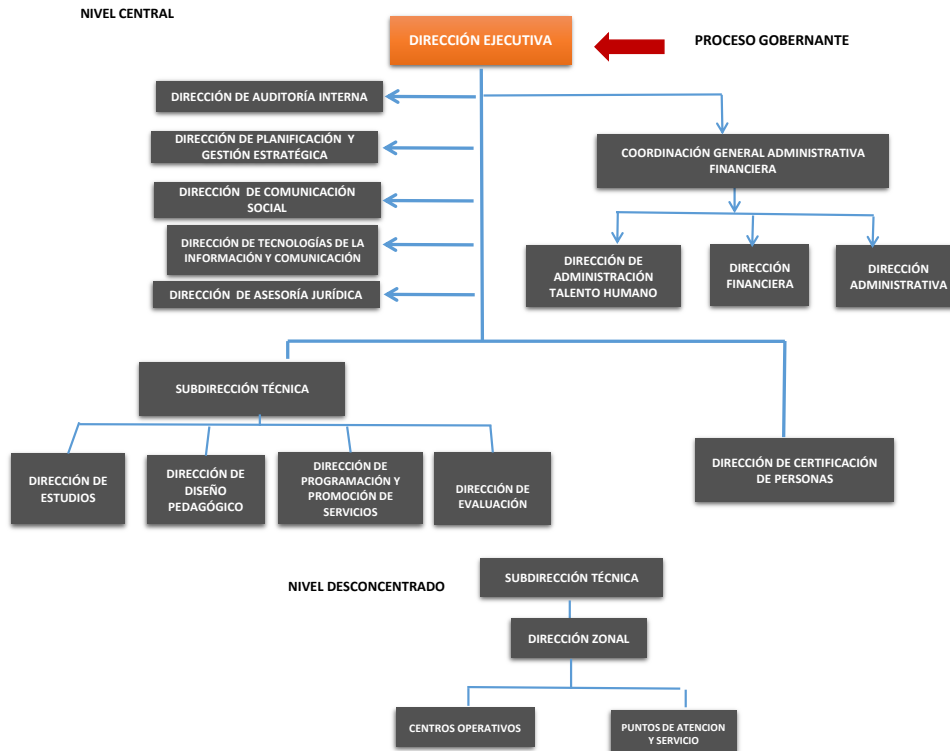 NIVEL CENTRAL
DIRECCIÓN EJECUTIVA
PROCESO GOBERNANTE
DIRECCIÓN DE AUDITORÍA INTERNA
DIRECCIÓN DE PLANIFICACIÓN Y
GESTIÓN ESTRATÉGICA
COORDINACIÓN GENERAL ADMINISTRATIVA
FINANCIERA
DIRECCIÓN DE COMUNICACIÓN
SOCIAL
DIRECCIÓN DE TECNOLOGÍAS DE LA
INFORMACIÓN Y COMUNICACIÓN
DIRECCIÓN DE ASESORÍA JURÍDICA
DIRECCIÓN DE
ADMINISTRACIÓN
TALENTO HUMANO
DIRECCIÓN
FINANCIERA
DIRECCIÓN
ADMINISTRATIVA
SUBDIRECCIÓN TÉCNICA
DIRECCIÓN DE
ESTUDIOS
DIRECCIÓN DE
DISEÑO
PEDAGÓGICO
DIRECCIÓN DE
PROGRAMACIÓN Y
PROMOCIÓN DE
SERVICIOS
DIRECCIÓN DE
EVALUACIÓN
DIRECCIÓN DE CERTIFICACIÓN
DE PERSONAS
NIVEL DESCONCENTRADO
SUBDIRECCIÓN TÉCNICA
DIRECCIÓN ZONAL
CENTROS OPERATIVOS
PUNTOS DE ATENCION
Y SERVICIO